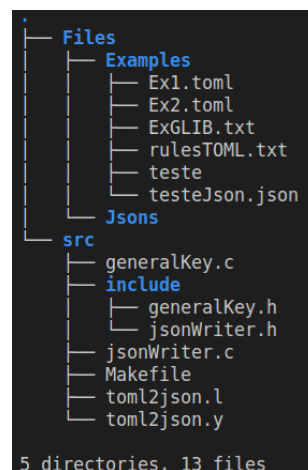 .
├── Files
│   ├── Examples
│   │   ├── Ex1.toml
│   │   ├── Ex2.toml
│   │   ├── ExGLIB.txt
│   │   ├── rulesTOML.txt
│   │   ├── teste
│   │   └── testeJson.json
│   └── Jsons
└── src
    ├── generalKey.c
    ├── include
    │   ├── generalKey.h
    │   └── jsonWriter.h
    ├── jsonWriter.c
    ├── Makefile
    ├── toml2json.l
    └── toml2json.y
5 directories, 13 files